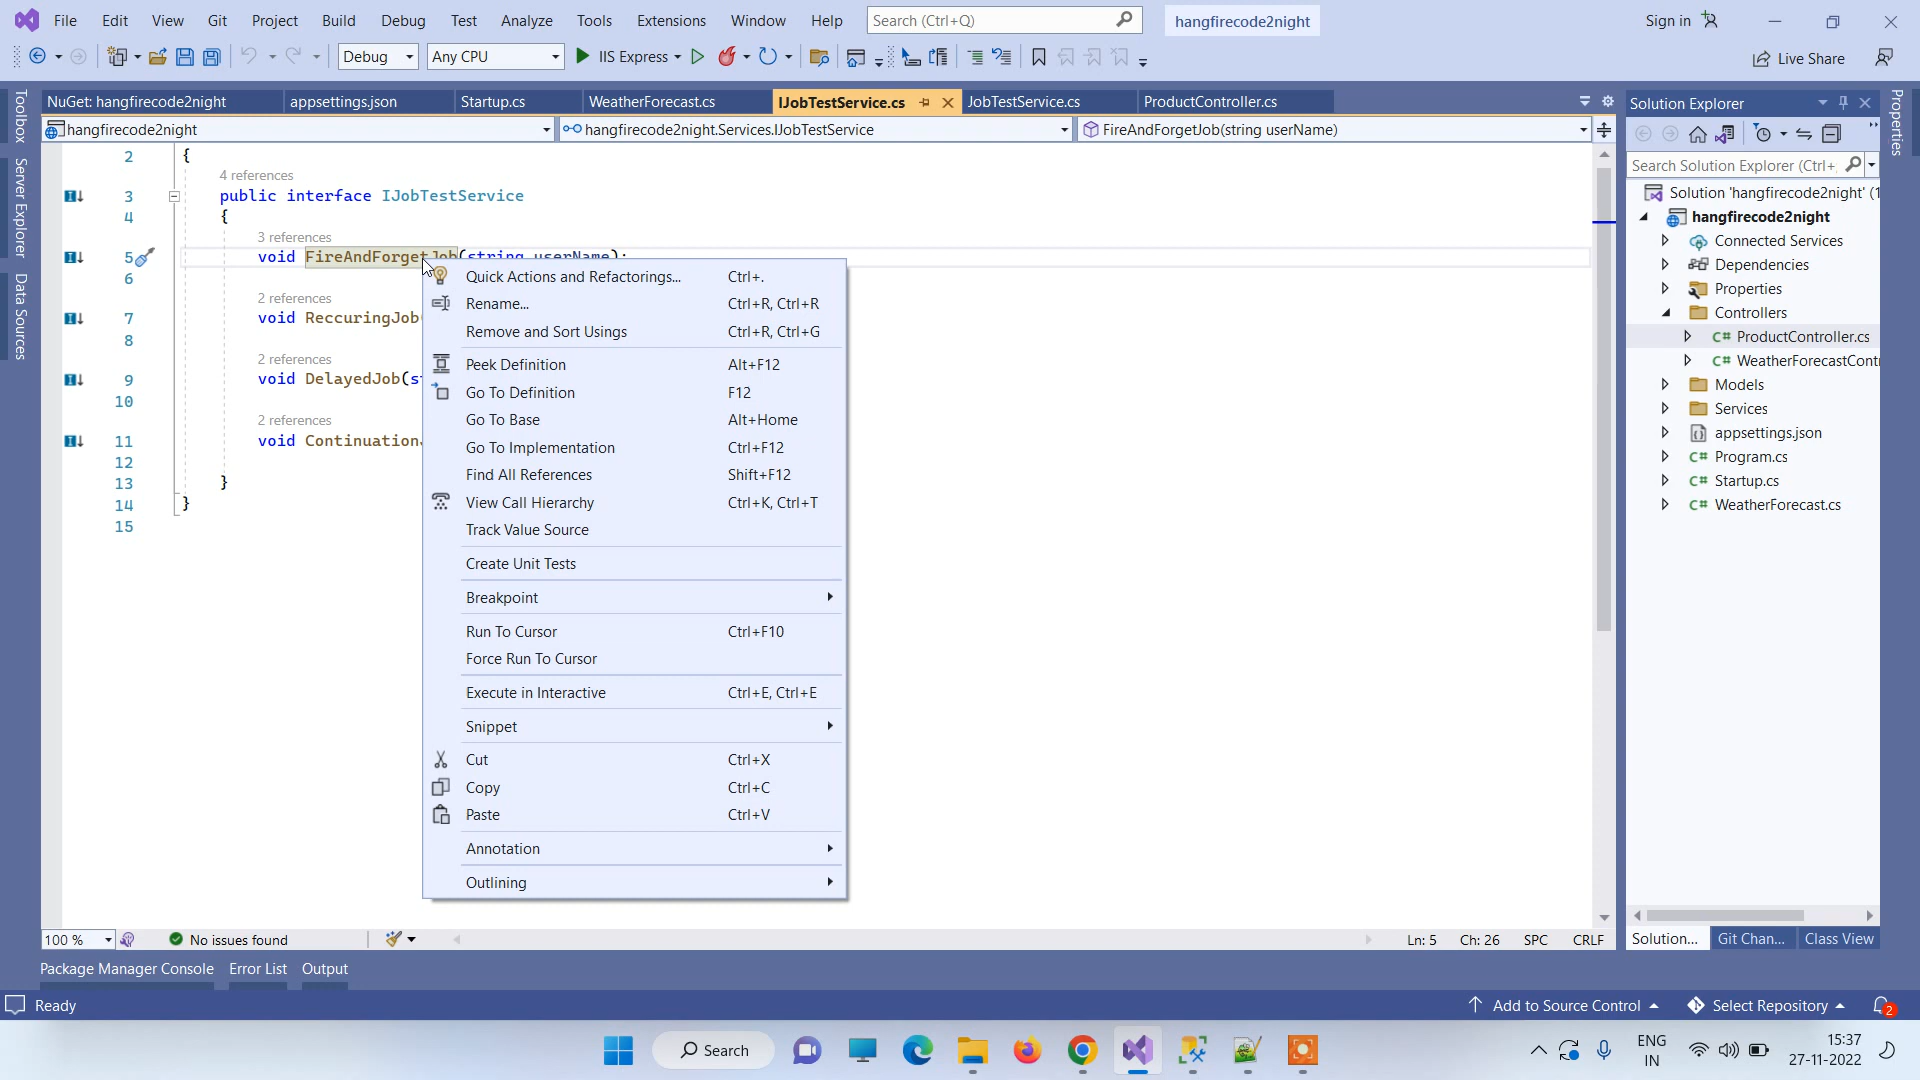 File Edit View Git Project Build Debug Test Analyze Tools Extensions Window Help Search (Ctrl+Q) hangfirecode2night Sign in
Debug Any CPU IIS Express Live Share
NuGet: hangfirecode2night appsettings.json Startup.cs WeatherForecast.cs IJobTestService.cs JobTestService.cs ProductController.cs
hangfirecode2night hangfirecode2night.Services.IJobTestService FireAndForgetJob(string userName)
Toolbox
Server Explorer
Data Sources
2 {
4 references
3 public interface IJobTestService
4 {
3 references
5 void FireAndForgetJob(string userName);
6
2 references
7 void ReccuringJob(
8
2 references
9 void DelayedJob(
10
2 references
11 void Continuation
12
13 }
14 }
15
Quick Actions and Refactorings... Ctrl+.
Rename... Ctrl+R, Ctrl+R
Remove and Sort Usings Ctrl+R, Ctrl+G
Peek Definition Alt+F12
Go To Definition F12
Go To Base Alt+Home
Go To Implementation Ctrl+F12
Find All References Shift+F12
View Call Hierarchy Ctrl+K, Ctrl+T
Track Value Source
Create Unit Tests
Breakpoint
Run To Cursor Ctrl+F10
Force Run To Cursor
Execute in Interactive Ctrl+E, Ctrl+E
Snippet
Cut Ctrl+X
Copy Ctrl+C
Paste Ctrl+V
Annotation
Outlining
Solution Explorer
Search Solution Explorer (Ctrl+
Solution 'hangfirecode2night' (1
hangfirecode2night
Connected Services
Dependencies
Properties
Controllers
C# ProductController.cs
C# WeatherForecastCont
Models
Services
appsettings.json
C# Program.cs
C# Startup.cs
C# WeatherForecast.cs
Properties
100 % No issues found Ln: 5 Ch: 26 SPC CRLF
Solution... Git Chan... Class View
Package Manager Console Error List Output
Ready Add to Source Control Select Repository 2
Search ENG IN 15:37 27-11-2022